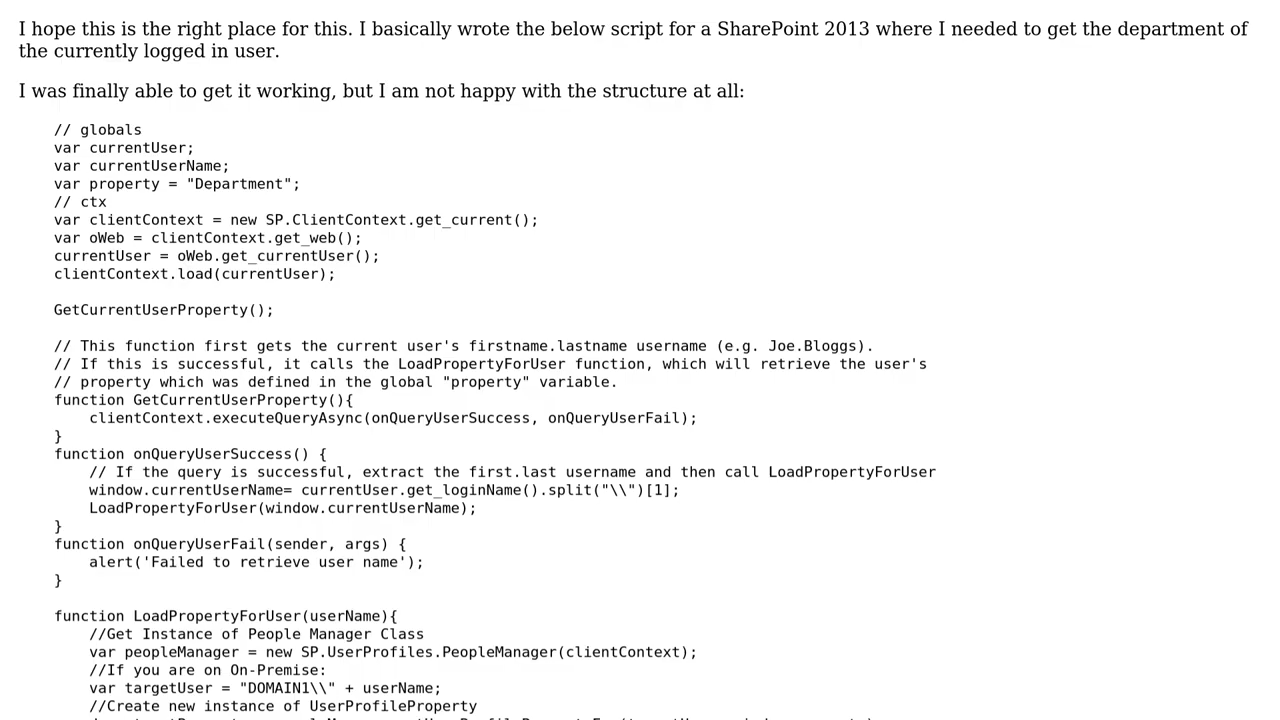 I hope this is the right place for this. I basically wrote the below script for a SharePoint 2013 where I needed to get the department of
the currently logged in user.
I was finally able to get it working, but I am not happy with the structure at all:
// globals
var currentUser;
var currentUserName;
var property = "Department";
// ctx
var clientContext = new SP.ClientContext.get_current();
var oWeb = clientContext.get_web();
currentUser = oWeb.get_currentUser();
clientContext.load(currentUser);
GetCurrentUserProperty();
// This function first gets the current user's firstname.lastname username (e.g. Joe.Bloggs).
// If this is successful, it calls the LoadPropertyForUser function, which will retrieve the user's
// property which was defined in the global "property" variable.
function GetCurrentUserProperty(){
    clientContext.executeQueryAsync(onQueryUserSuccess, onQueryUserFail);
}
function onQueryUserSuccess() {
    // If the query is successful, extract the first.last username and then call LoadPropertyForUser
    window.currentUserName= currentUser.get_loginName().split("\\")[1];
    LoadPropertyForUser(window.currentUserName);
}
function onQueryUserFail(sender, args) {
    alert('Failed to retrieve user name');
}
function LoadPropertyForUser(userName){
    //Get Instance of People Manager Class
    var peopleManager = new SP.UserProfiles.PeopleManager(clientContext);
    //If you are on On-Premise:
    var targetUser = "DOMAIN1\\" + userName;
    //Create new instance of UserProfileProperty